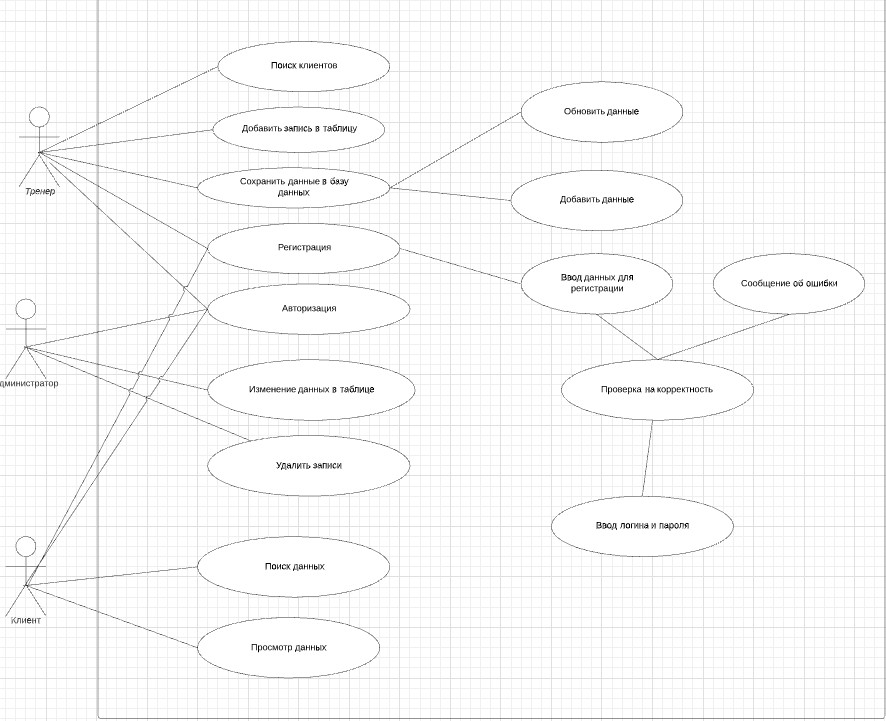 Поиск клиентов
Добавить запись в таблицу
Сохранить данные в базу
данных
Регистрация
Авторизация
Изменение данных в таблице
Удалить записи
Поиск данных
Просмотр данных
Обновить данные
Добавить данные
Ввод данных для
регистрации
Сообщение об ошибки
Проверка на корректность
Ввод логина и пароля
Тренер
дминистратор
Клиент